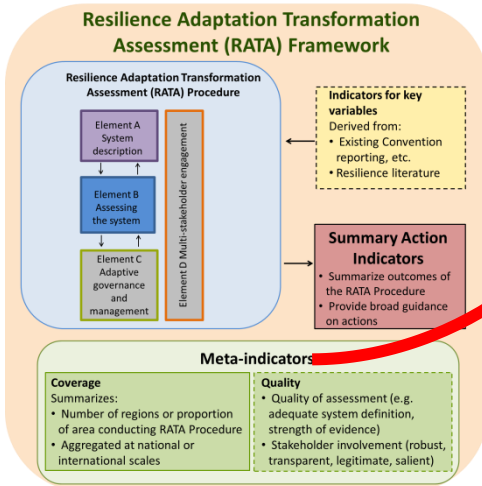 Resilience Adaptation Transformation
Assessment (RATA) Framework
Resilience Adaptation Transformation
Assessment (RATA) Procedure
Element A
System
description
Element B
Assessing
the system
Element C
Adaptive
governance
and
management
Element D Multi-stakeholder engagement
Indicators for key
variables
Derived from:
• Existing Convention
reporting, etc.
• Resilience literature
Summary Action
Indicators
• Summarize outcomes of
the RATA Procedure
• Provide broad guidance
on actions
Meta-indicators
Coverage
Summarizes:
• Number of regions or proportion
of area conducting RATA Procedure
• Aggregated at national or
international scales
Quality
• Quality of assessment (e.g.
adequate system definition,
strength of evidence)
• Stakeholder involvement (robust,
transparent, legitimate, salient)